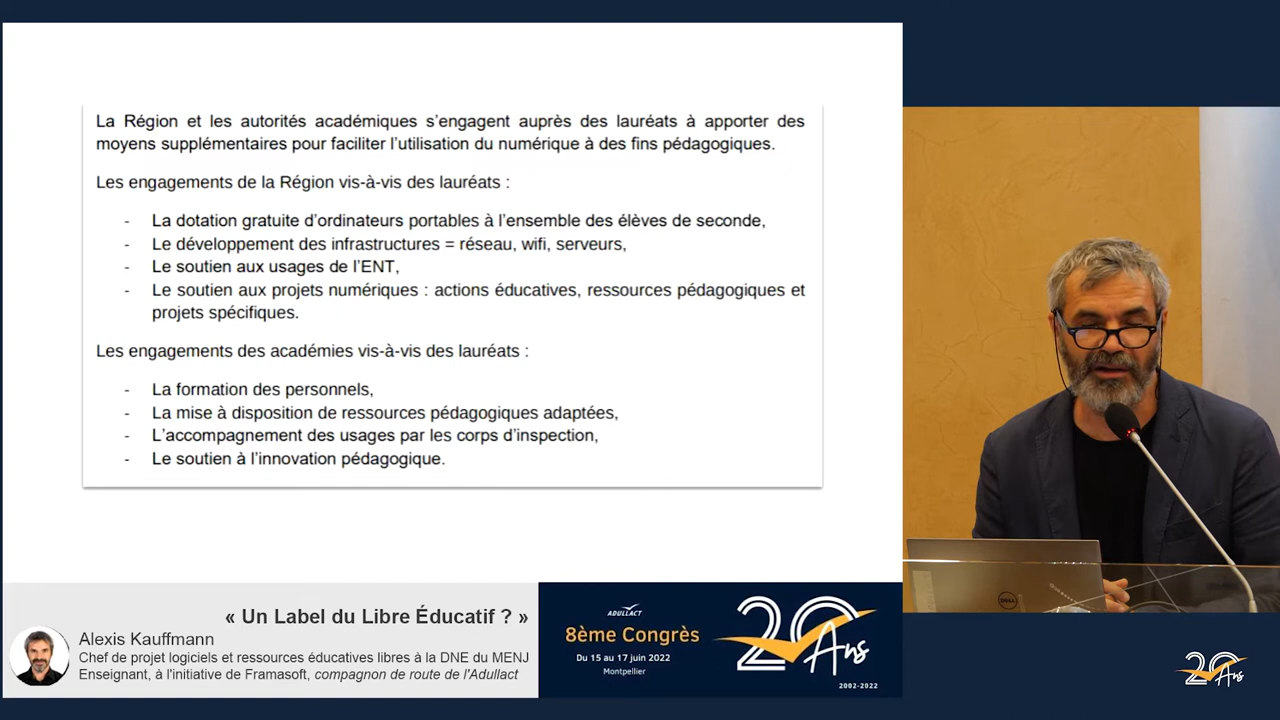 La Région et les autorités académiques s'engagent auprès des lauréats à apporter des
moyens supplémentaires pour faciliter l'utilisation du numérique à des fins pédagogiques.
Les engagements de la Région vis-à-vis des lauréats :
- La dotation gratuite d'ordinateurs portables à l'ensemble des élèves de seconde,
- Le développement des infrastructures = réseau, wifi, serveurs,
- Le soutien aux usages de l'ENT,
- Le soutien aux projets numériques : actions éducatives, ressources pédagogiques et
projets spécifiques.
Les engagements des académies vis-à-vis des lauréats :
- La formation des personnels,
- La mise à disposition de ressources pédagogiques adaptées,
- L'accompagnement des usages par les corps d'inspection,
- Le soutien à l'innovation pédagogique.
« Un Label du Libre Éducatif ? »
Alexis Kauffmann
Chef de projet logiciels et ressources éducatives libres à la DNE du MENJ
Enseignant, à l'initiative de Framasoft, compagnon de route de l'Adullact
ADULLACT
8ème Congrès
Du 15 au 17 juin 2022
Montpellier
20 Ans
2002-2022
DELL
20 Ans